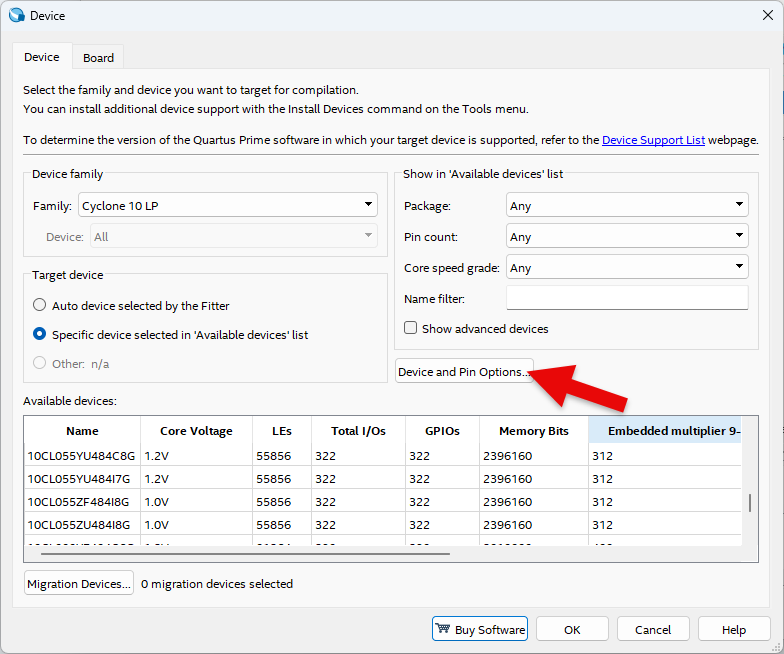 Device
Device Board
Select the family and device you want to target for compilation.
You can install additional device support with the Install Devices command on the Tools menu.
To determine the version of the Quartus Prime software in which your target device is supported, refer to the Device Support List webpage.
Device family
Family: Cyclone 10 LP
Device: All
Target device
Auto device selected by the Fitter
Specific device selected in 'Available devices' list
Other: n/a
Show in 'Available devices' list
Package: Any
Pin count: Any
Core speed grade: Any
Name filter:
Show advanced devices
Device and Pin Options...
Available devices:
Name Core Voltage LEs Total I/Os GPIOs Memory Bits Embedded multiplier 9-
10CL055YU484C8G 1.2V 55856 322 322 2396160 312
10CL055YU484I7G 1.2V 55856 322 322 2396160 312
10CL055ZF484I8G 1.0V 55856 322 322 2396160 312
10CL055ZU484I8G 1.0V 55856 322 322 2396160 312
Migration Devices... 0 migration devices selected
Buy Software OK Cancel Help